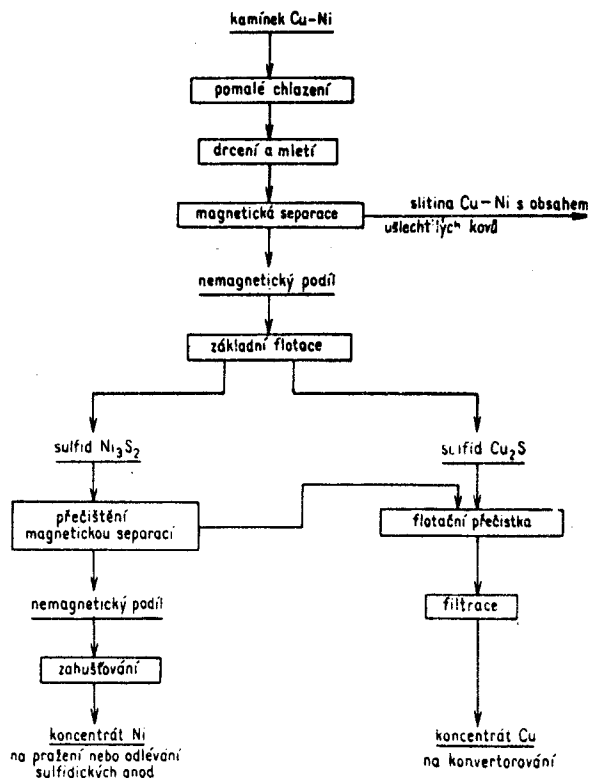 kamínek Cu-Ni
pomalé chlazení
drcení a mletí
magnetická separace
slitina Cu-Ni s obsahem
ušlechtilých kovů
nemagnetický podíl
základní flotace
sulfid Ni₃S₂
sulfid Cu₂S
přečištění
magnetickou separací
flotační přečistka
nemagnetický podíl
filtrace
zahušťování
koncentrát Ni
na pražení nebo odlévání
sulfidických anod
koncentrát Cu
na konvertorování